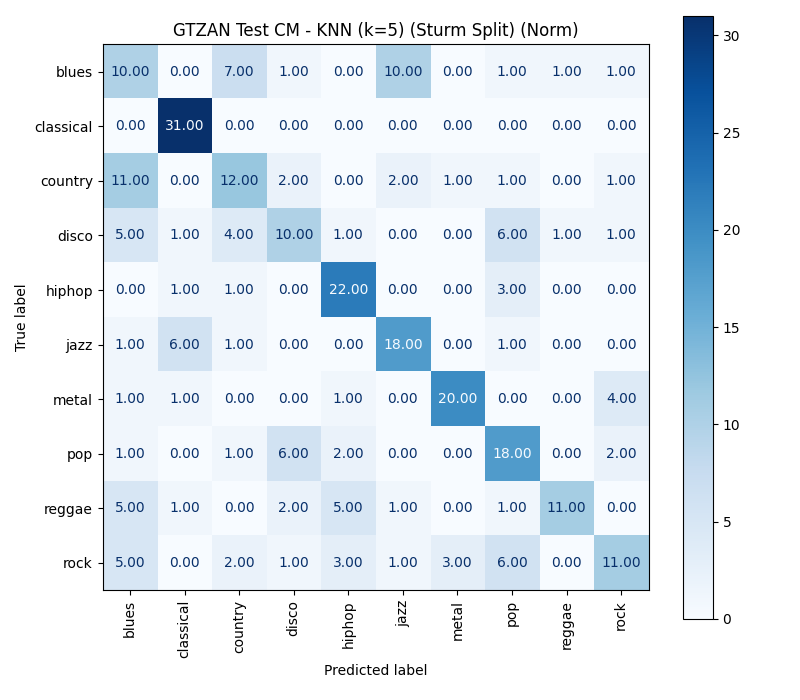 GTZAN Test CM - KNN (k=5) (Sturm Split) (Norm)
blues 10.00 0.00 7.00 1.00 0.00 10.00 0.00 1.00 1.00 1.00
classical 0.00 31.00 0.00 0.00 0.00 0.00 0.00 0.00 0.00 0.00
country 11.00 0.00 12.00 2.00 0.00 2.00 1.00 1.00 0.00 1.00
disco 5.00 1.00 4.00 10.00 1.00 0.00 0.00 6.00 1.00 1.00
hiphop 0.00 1.00 1.00 0.00 22.00 0.00 0.00 3.00 0.00 0.00
jazz 1.00 6.00 1.00 0.00 0.00 18.00 0.00 1.00 0.00 0.00
metal 1.00 1.00 0.00 0.00 1.00 0.00 20.00 0.00 0.00 4.00
pop 1.00 0.00 1.00 6.00 2.00 0.00 0.00 18.00 0.00 2.00
reggae 5.00 1.00 0.00 2.00 5.00 1.00 0.00 1.00 11.00 0.00
rock 5.00 0.00 2.00 1.00 3.00 1.00 3.00 6.00 0.00 11.00
True label
blues classical country disco hiphop jazz metal pop reggae rock
Predicted label
30
25
20
15
10
5
0